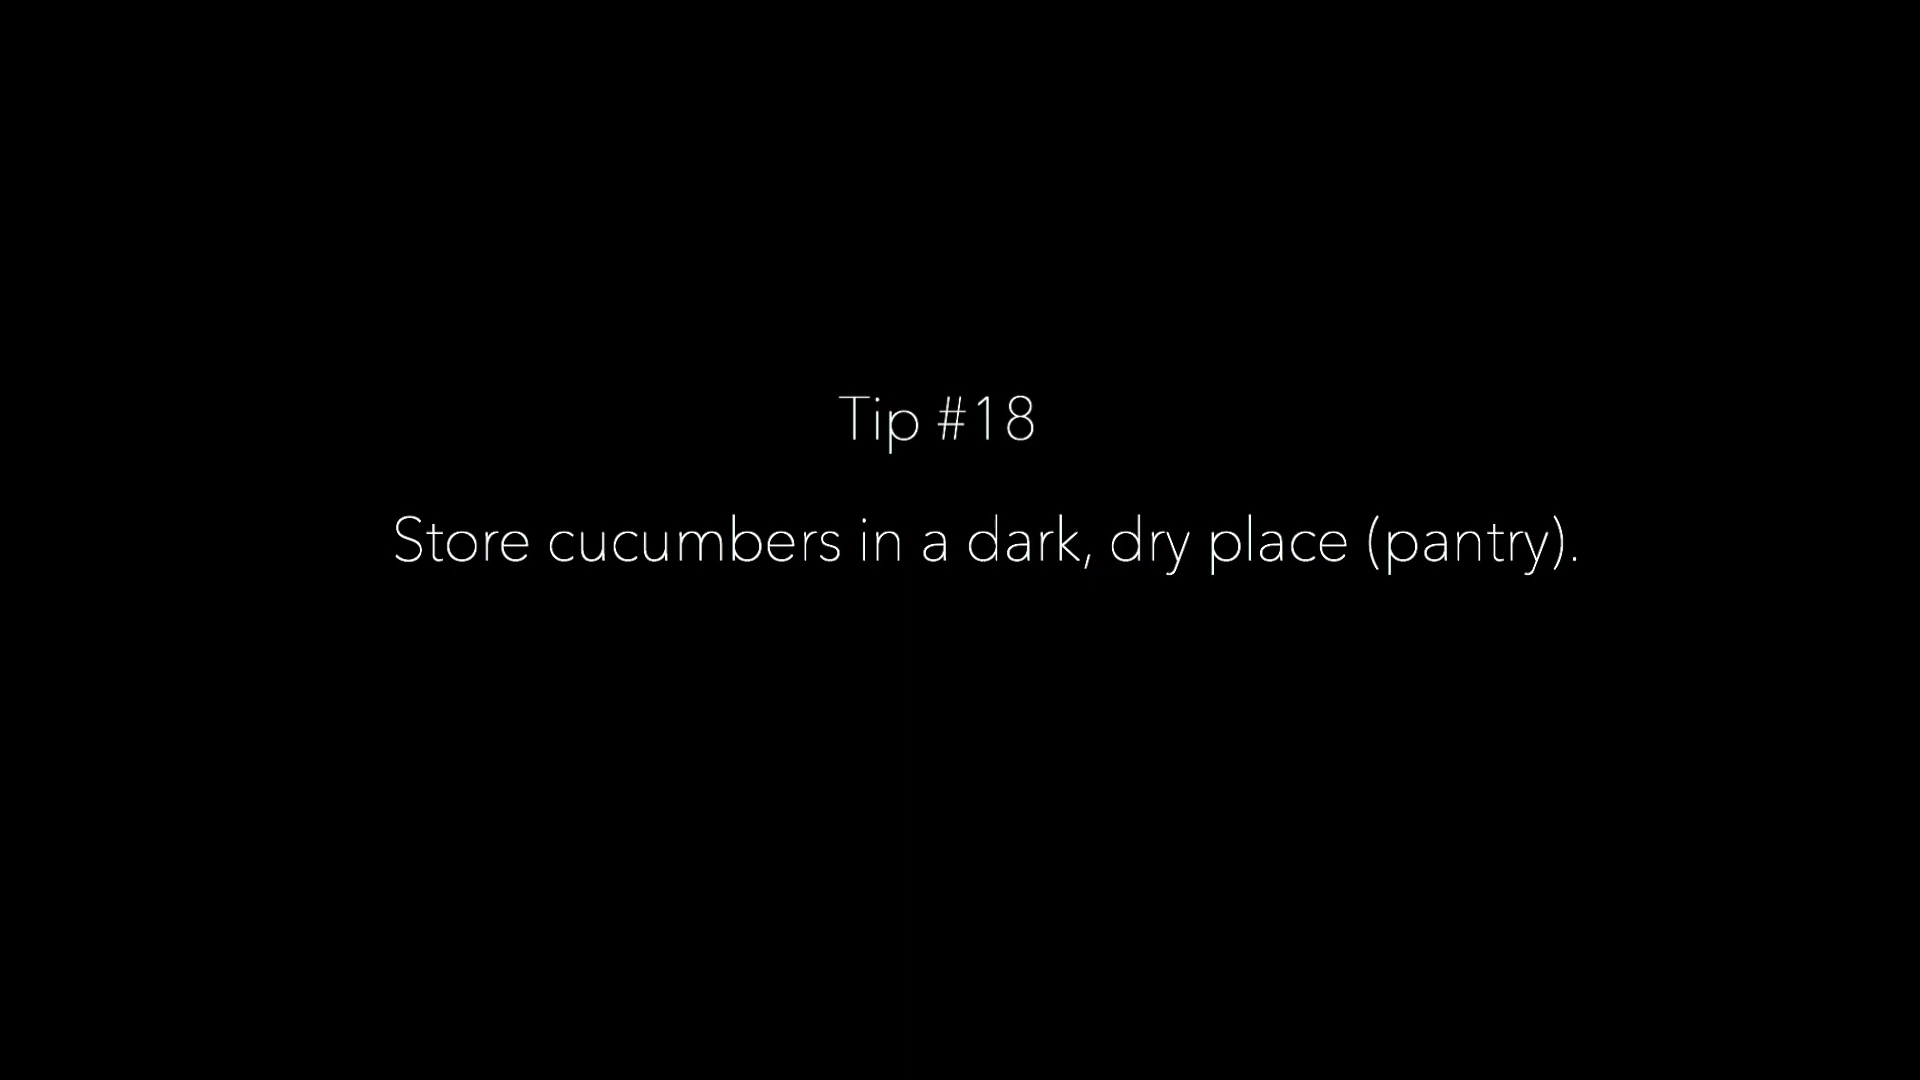 Tip #18
Store cucumbers in a dark, dry place (pantry).